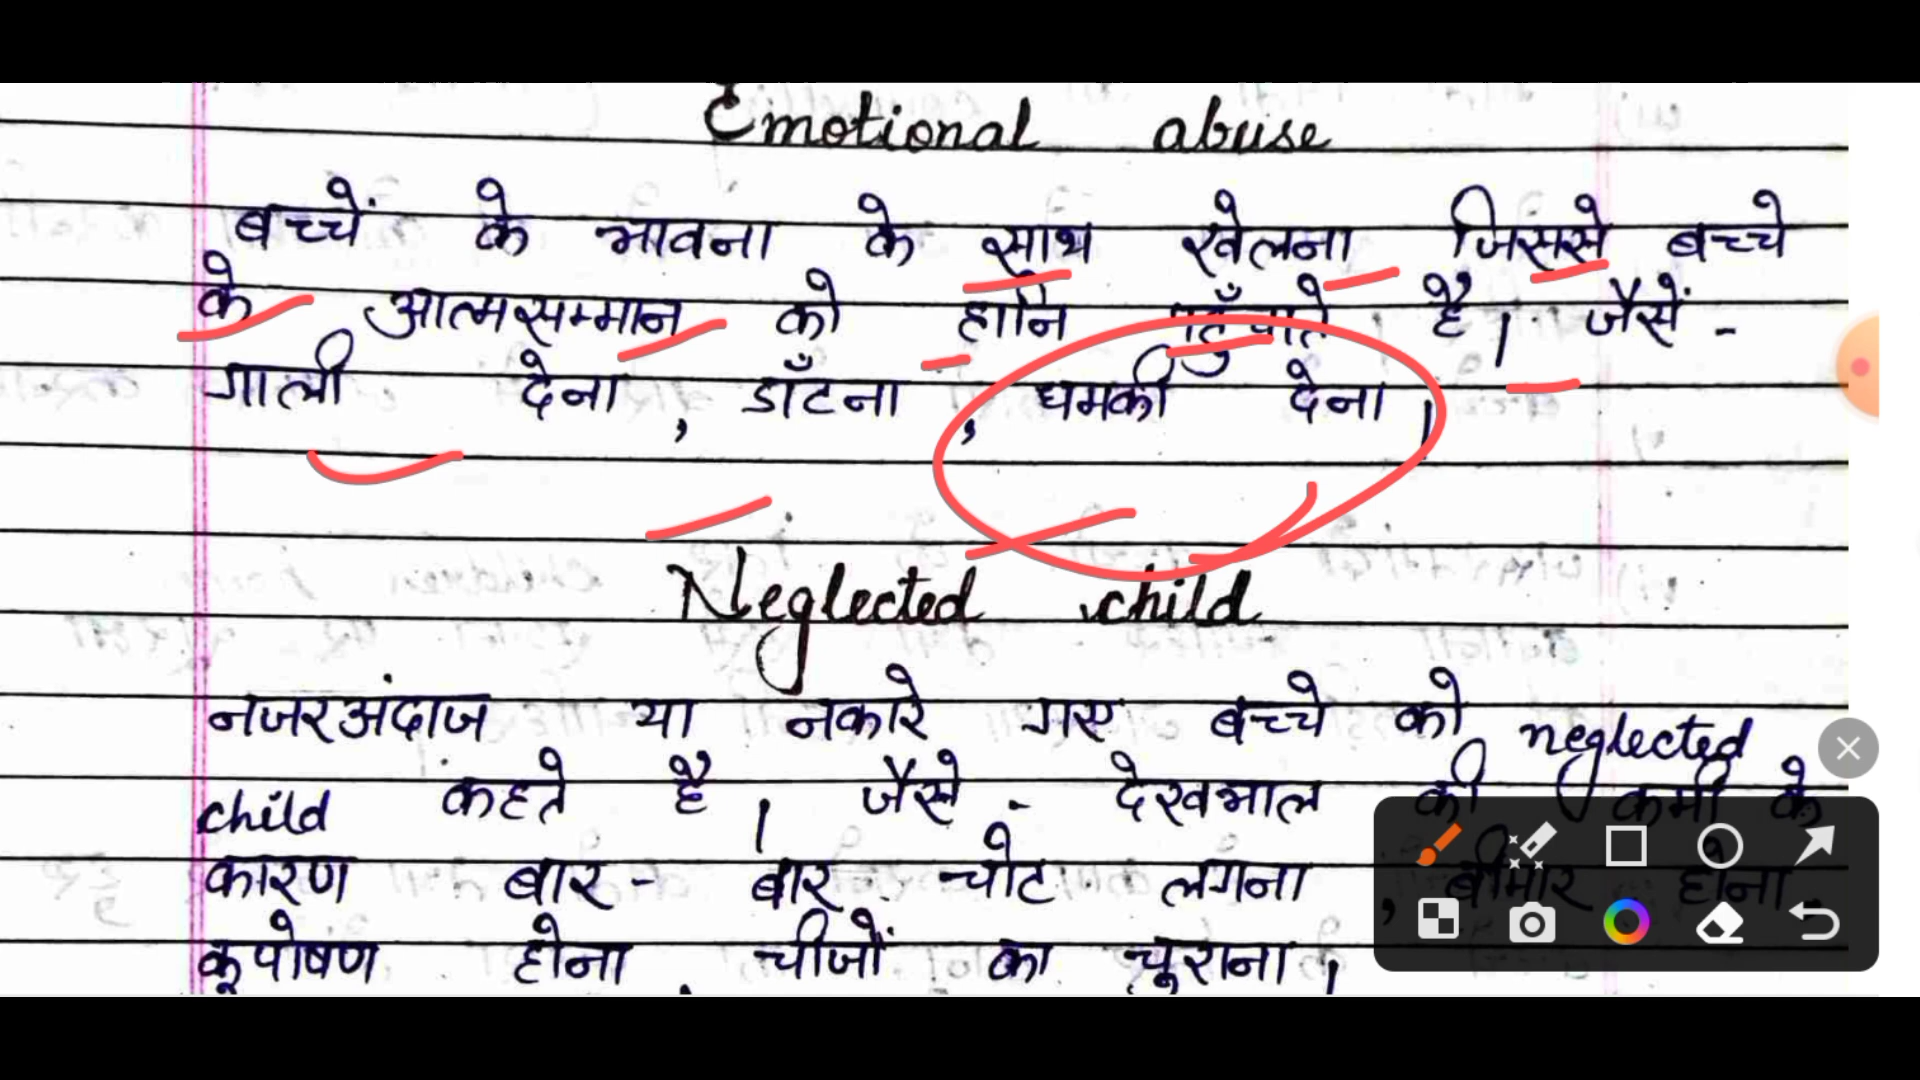 Emotional abuse
बच्चें के भावना के साथ खेलना जिससे बच्चे
के आत्मसम्मान को हानि पहुँचाते है। जैसें -
गाली देना, डाँटना, धमकी देना।
Neglected child
नजरअंदाज या नकारे गए बच्चे को neglected
child कहते है। जैसे - देखभाल की कमी के
कारण बार - बार चोट लगना, बीमार होना,
कूपोषण होना, चीजों का चूराना।